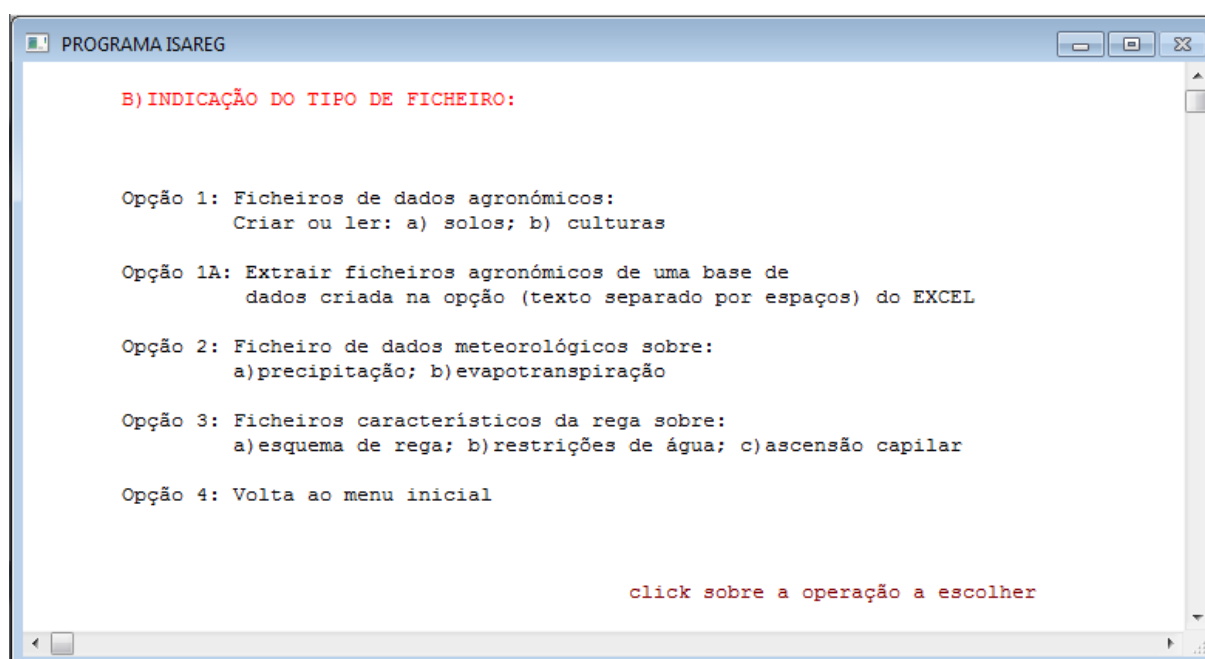 PROGRAMA ISAREG
B)INDICAÇÃO DO TIPO DE FICHEIRO:
Opção 1: Ficheiros de dados agronómicos:
Criar ou ler: a) solos; b) culturas
Opção 1A: Extrair ficheiros agronómicos de uma base de
dados criada na opção (texto separado por espaços) do EXCEL
Opção 2: Ficheiro de dados meteorológicos sobre:
a)precipitação; b)evapotranspiração
Opção 3: Ficheiros característicos da rega sobre:
a)esquema de rega; b)restrições de água; c)ascensão capilar
Opção 4: Volta ao menu inicial
click sobre a operação a escolher